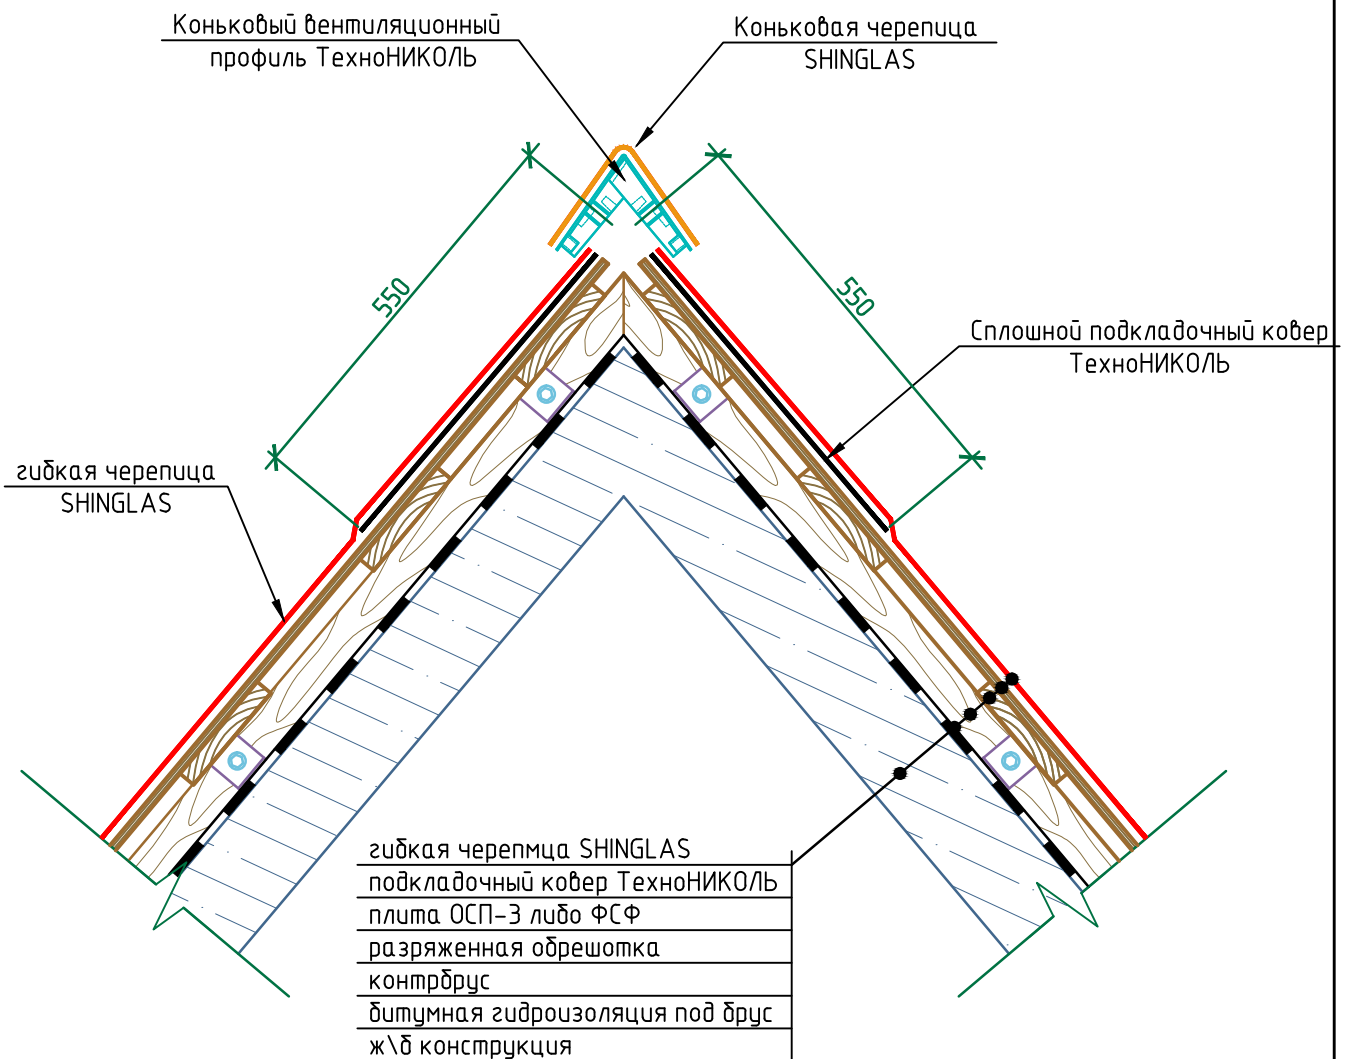 Коньковый вентиляционный
профиль ТехноНИКОЛЬ
Коньковая черепица
SHINGLAS
550
550
Сплошной подкладочный ковер
ТехноНИКОЛЬ
гибкая черепица
SHINGLAS
гибкая черепмца SHINGLAS
подкладочный ковер ТехноНИКОЛЬ
плита ОСП-3 либо ФСФ
разряженная обрешотка
контрбрус
битумная гидроизоляция под брус
ж\б конструкция